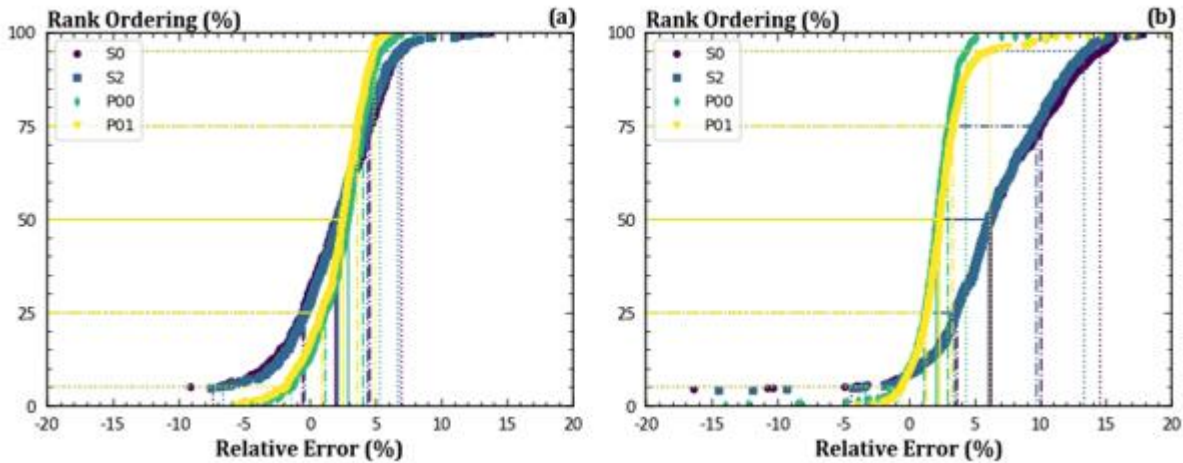 Rank Ordering (%) (a)
100
S0
S2
P00
P01
75
50
25
0
-20 -15 -10 -5 0 5 10 15 20
Relative Error (%)
Rank Ordering (%) (b)
100
S0
S2
P00
P01
75
50
25
0
-20 -15 -10 -5 0 5 10 15 20
Relative Error (%)